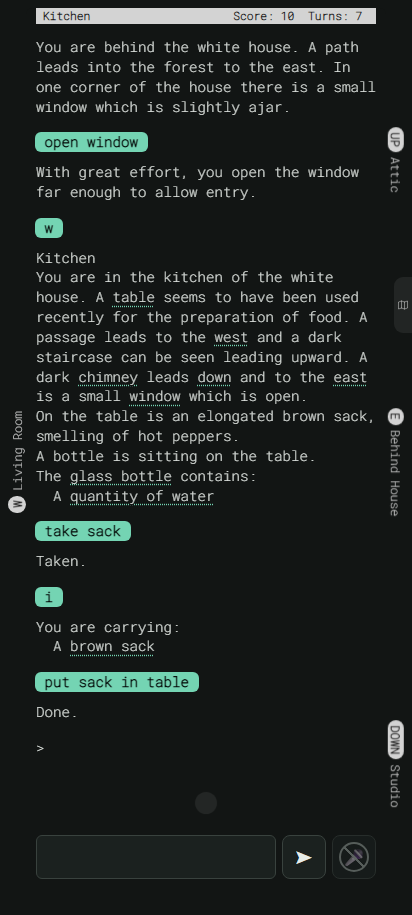 Kitchen Score: 10 Turns: 7
You are behind the white house. A path
leads into the forest to the east. In
one corner of the house there is a small
window which is slightly ajar.
open window
With great effort, you open the window
far enough to allow entry.
w
Kitchen
You are in the kitchen of the white
house. A table seems to have been used
recently for the preparation of food. A
passage leads to the west and a dark
staircase can be seen leading upward. A
dark chimney leads down and to the east
is a small window which is open.
On the table is an elongated brown sack,
smelling of hot peppers.
A bottle is sitting on the table.
The glass bottle contains:
A quantity of water
take sack
Taken.
i
You are carrying:
A brown sack
put sack in table
Done.
>
W Living Room
UP Attic
E Behind House
DOWN Studio